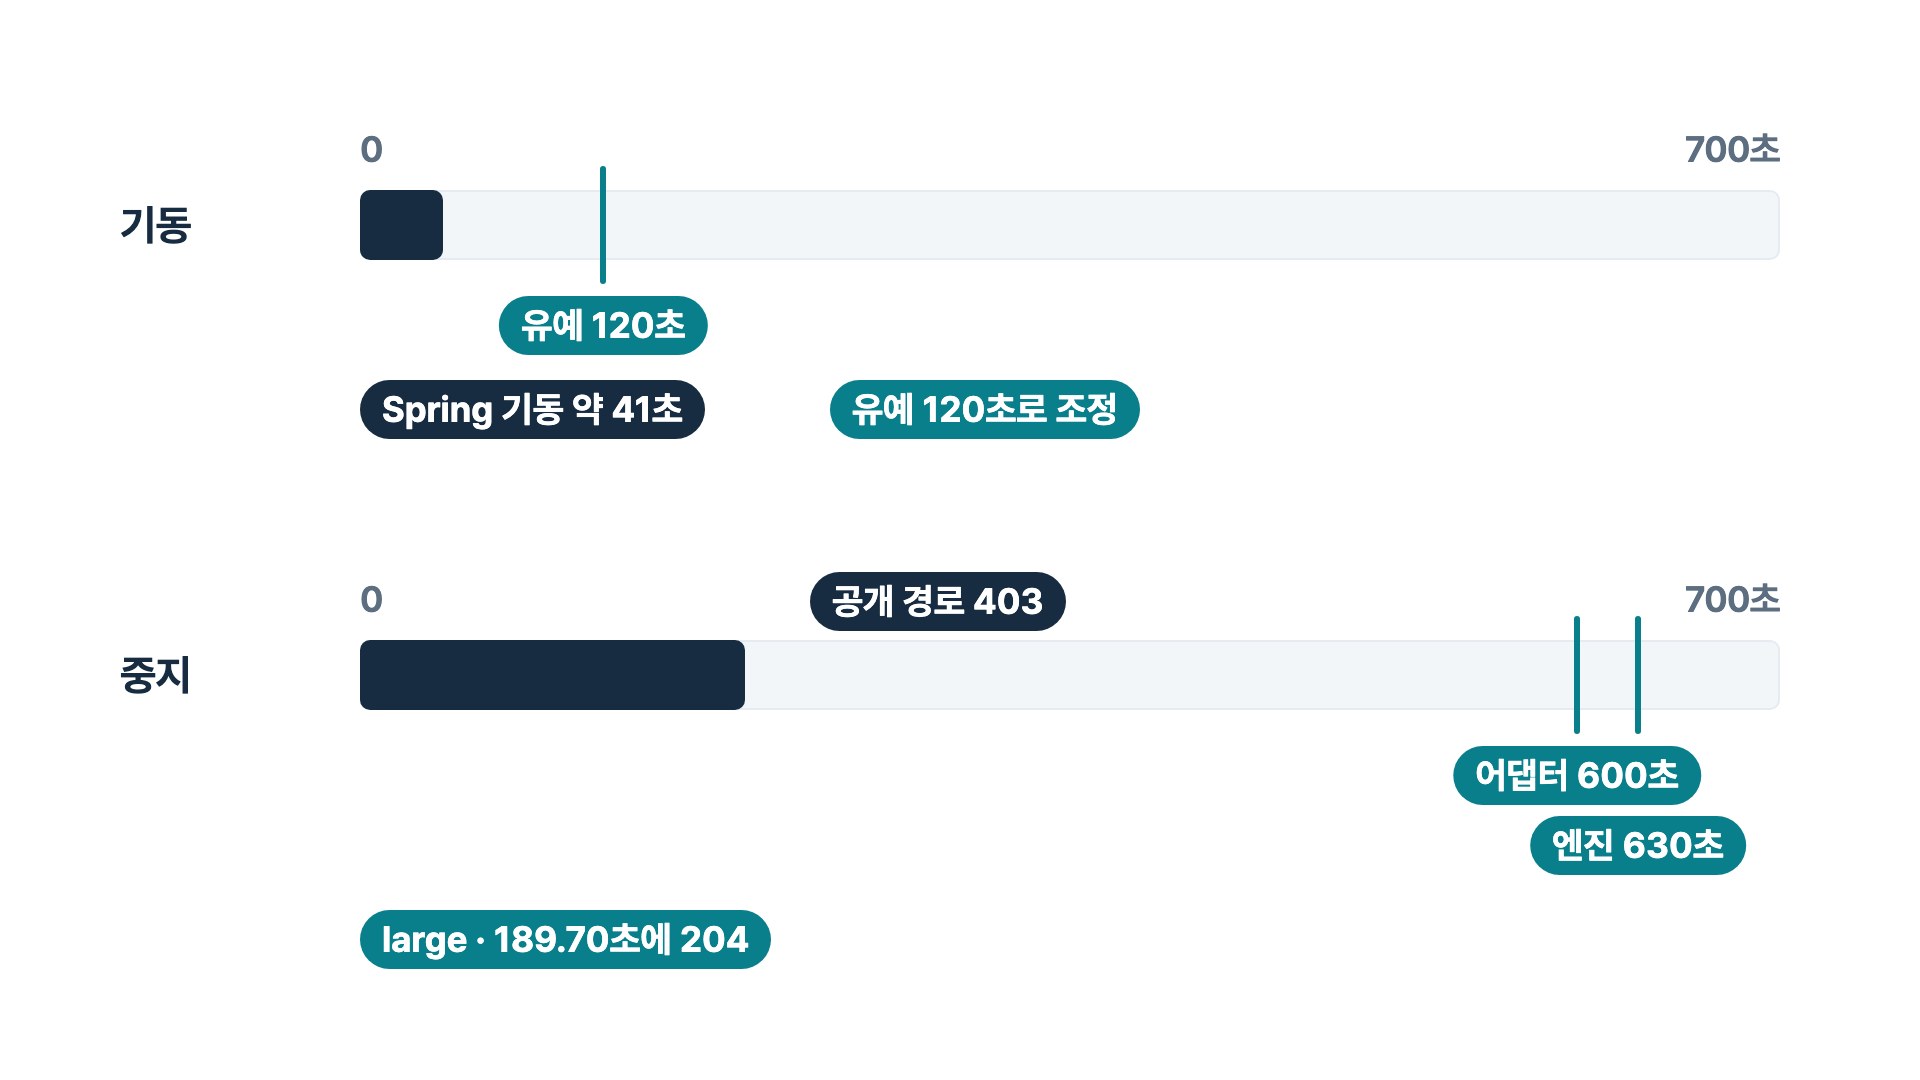 0
700초
기동
유예 120초
Spring 기동 약 41초
유예 120초로 조정
0
공개 경로 403
700초
중지
어댑터 600초
엔진 630초
large · 189.70초에 204